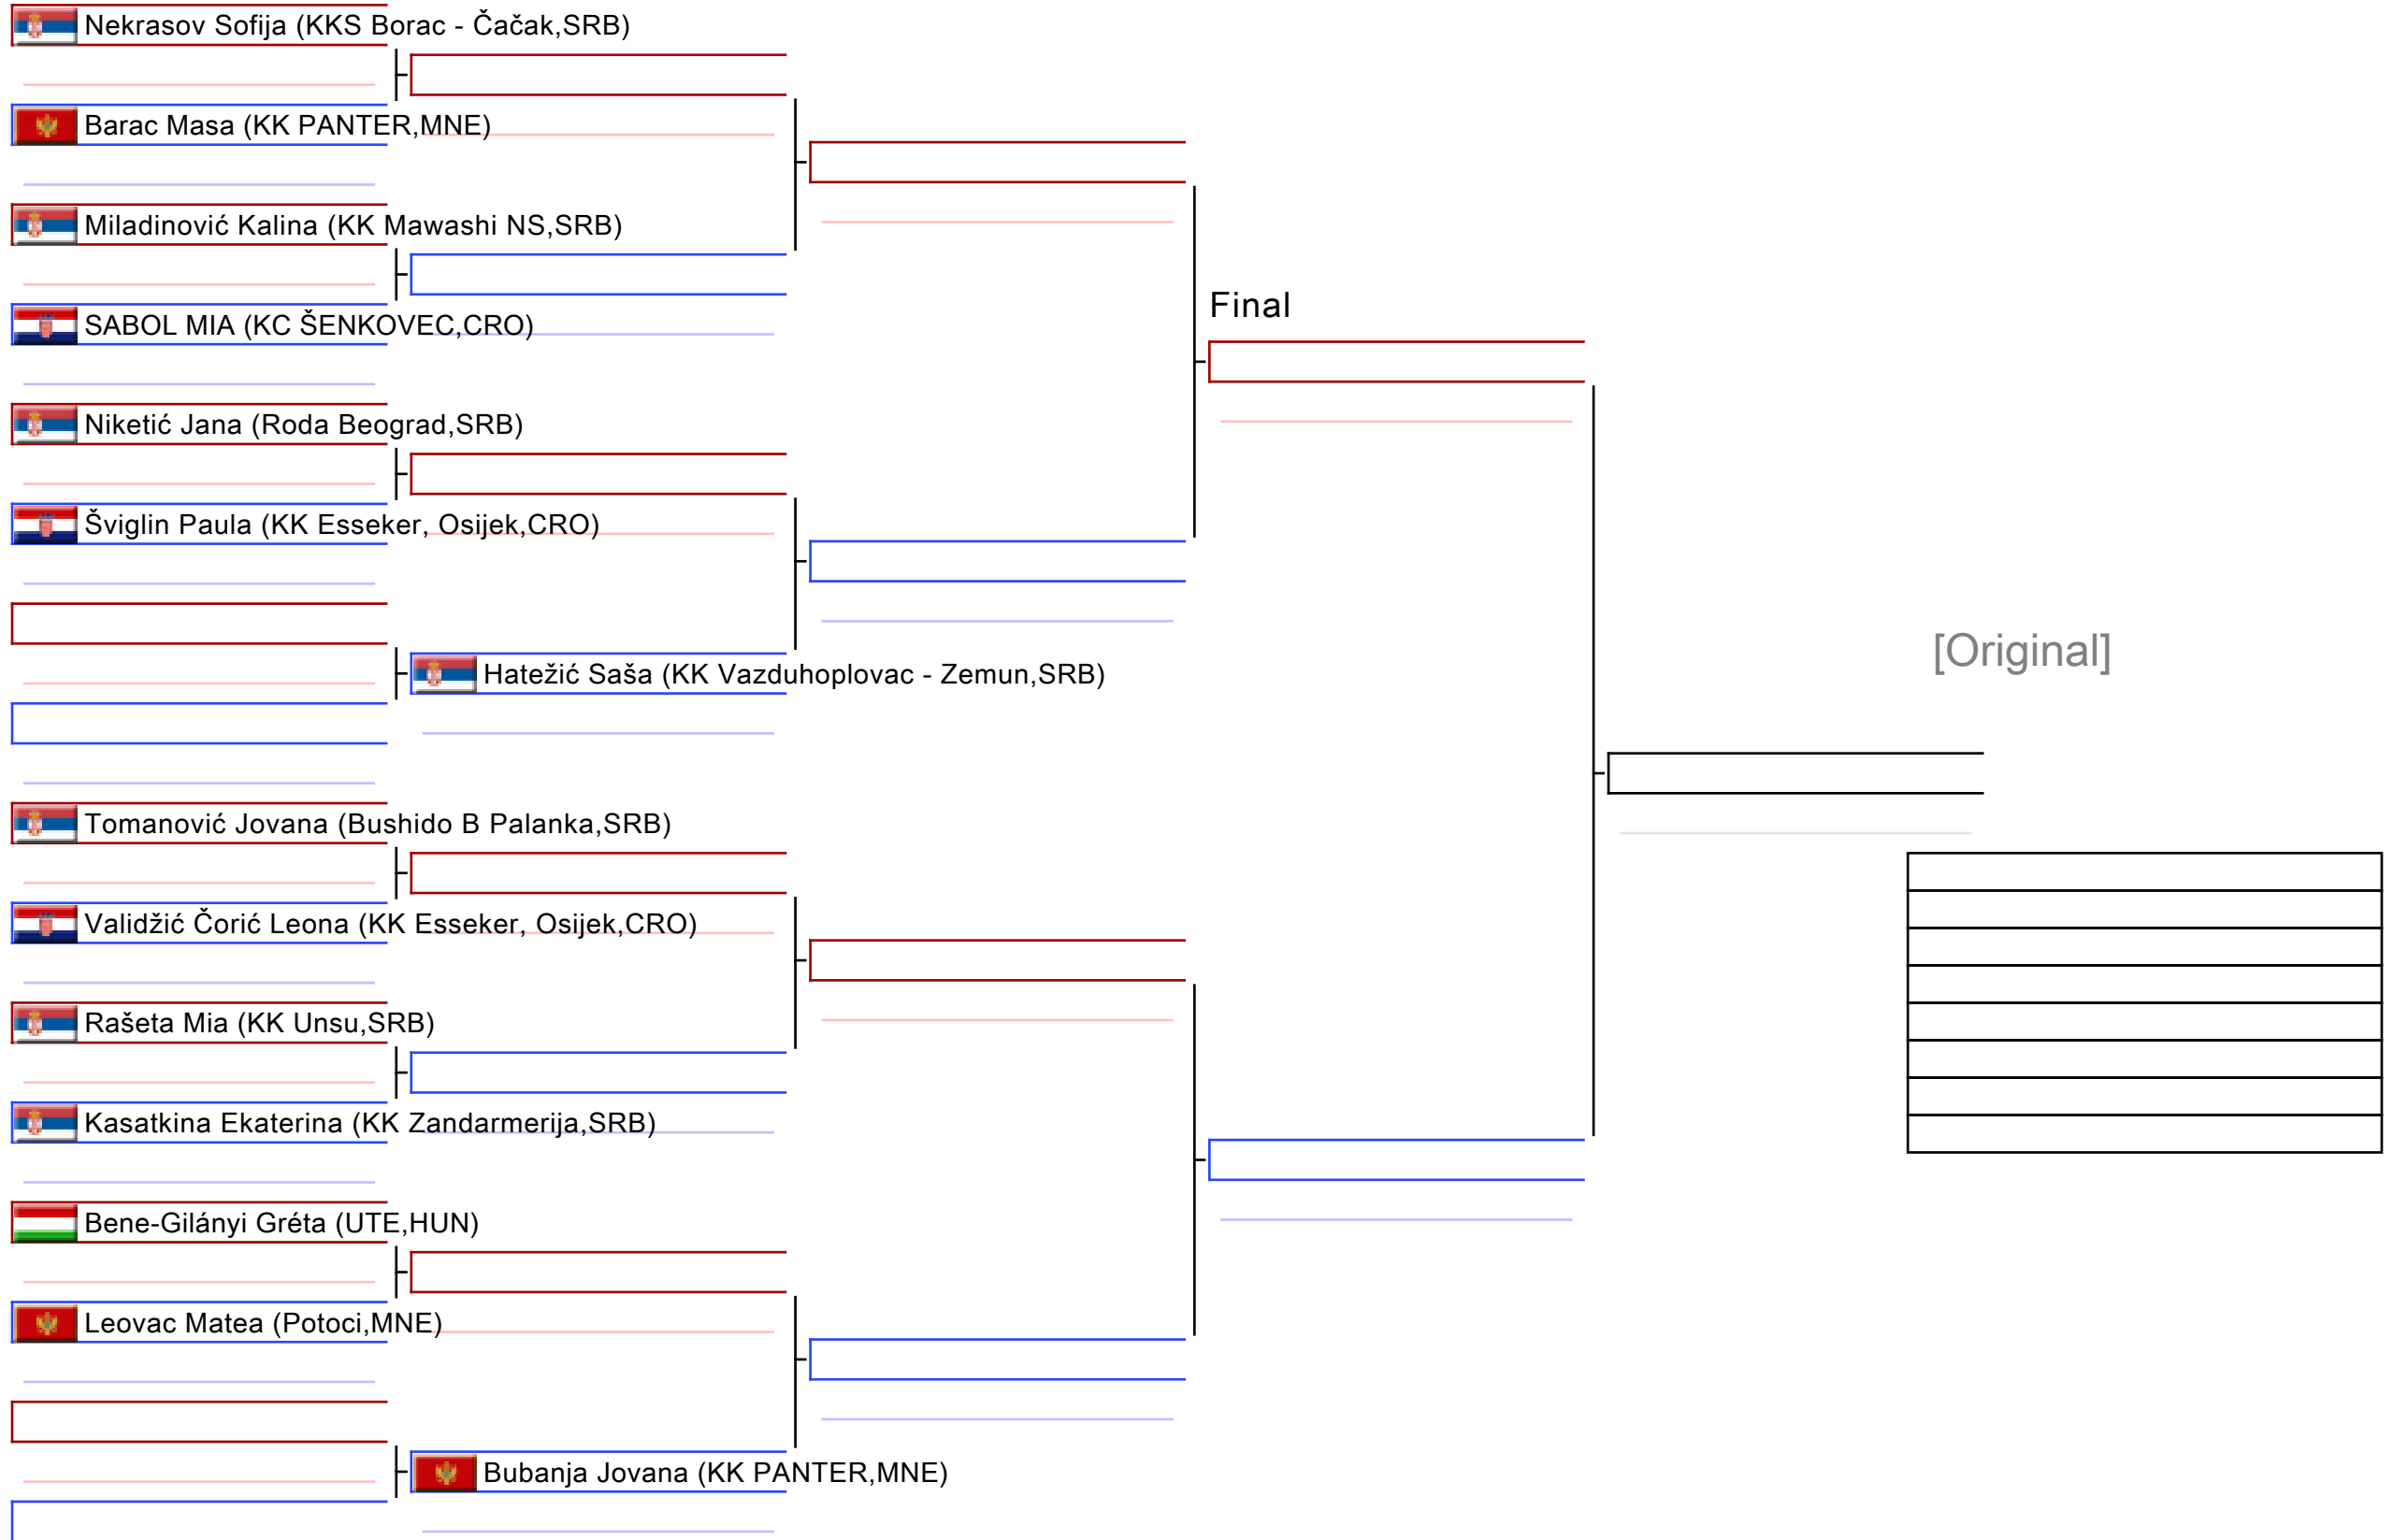 Nekrasov Sofija (KKS Borac - Čačak,SRB)
Barac Masa (KK PANTER,MNE)
Miladinović Kalina (KK Mawashi NS,SRB)
SABOL MIA (KC ŠENKOVEC,CRO)
Final
Niketić Jana (Roda Beograd,SRB)
Šviglin Paula (KK Esseker, Osijek,CRO)
[Original]
Hatežić Saša (KK Vazduhoplovac - Zemun,SRB)
Tomanović Jovana (Bushido B Palanka,SRB)
Validžić Čorić Leona (KK Esseker, Osijek,CRO)
Rašeta Mia (KK Unsu,SRB)
Kasatkina Ekaterina (KK Zandarmerija,SRB)
Bene-Gilányi Gréta (UTE,HUN)
Leovac Matea (Potoci,MNE)
Bubanja Jovana (KK PANTER,MNE)